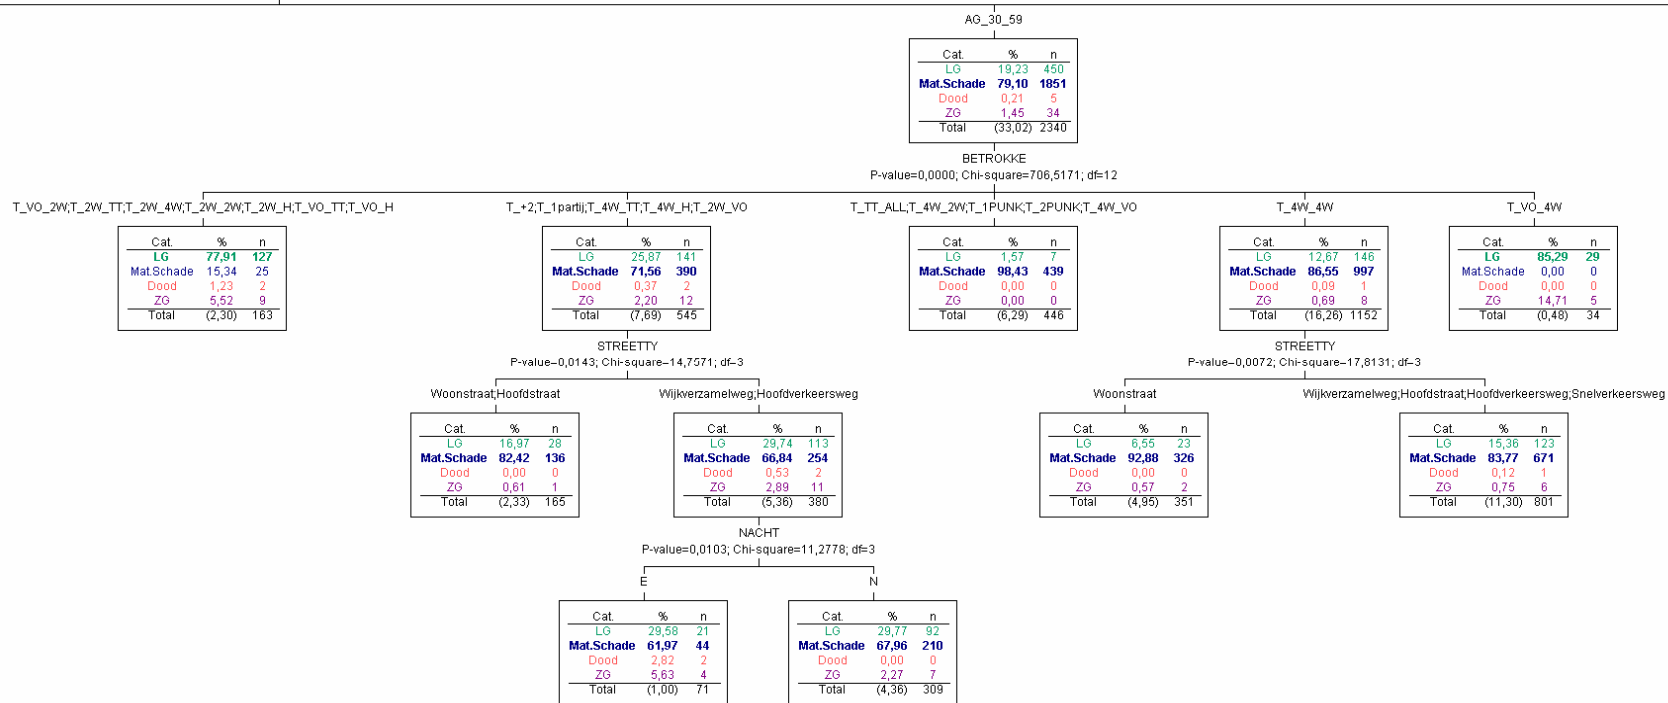 AG_30_59
Cat. % n
LG 19,23 450
Mat.Schade 79,10 1851
Dood 0,21 5
ZG 1,45 34
Total (33,02) 2340
BETROKKE
P-value=0,0000; Chi-square=706,5171; df=12
T_VO_2W;T_2W_TT;T_2W_4W;T_2W_2W;T_2W_H;T_VO_TT;T_VO_H
Cat. % n
LG 77,91 127
Mat.Schade 15,34 25
Dood 1,23 2
ZG 5,52 9
Total (2,30) 163
T_+2;T_1partij;T_4W_TT;T_4W_H;T_2W_VO
Cat. % n
LG 25,87 141
Mat.Schade 71,56 390
Dood 0,37 2
ZG 2,20 12
Total (7,69) 545
T_TT_ALL;T_4W_2W;T_1PUNK;T_2PUNK;T_4W_VO
Cat. % n
LG 1,57 7
Mat.Schade 98,43 439
Dood 0,00 0
ZG 0,00 0
Total (6,29) 446
T_4W_4W
Cat. % n
LG 12,67 146
Mat.Schade 86,55 997
Dood 0,09 1
ZG 0,69 8
Total (16,26) 1152
T_VO_4W
Cat. % n
LG 85,29 29
Mat.Schade 0,00 0
Dood 0,00 0
ZG 14,71 5
Total (0,48) 34
STREETTY
P-value=0,0143; Chi-square=14,7571; df=3
Woonstraat;Hoofdstraat
Cat. % n
LG 16,97 28
Mat.Schade 82,42 136
Dood 0,00 0
ZG 0,61 1
Total (2,33) 165
Wijkverzamelweg;Hoofdverkeersweg
Cat. % n
LG 29,74 113
Mat.Schade 66,84 254
Dood 0,53 2
ZG 2,89 11
Total (5,36) 380
STREETTY
P-value=0,0072; Chi-square=17,8131; df=3
Woonstraat
Cat. % n
LG 6,55 23
Mat.Schade 92,88 326
Dood 0,00 0
ZG 0,57 2
Total (4,95) 351
Wijkverzamelweg;Hoofdstraat;Hoofdverkeersweg;Snelverkeersweg
Cat. % n
LG 15,36 123
Mat.Schade 83,77 671
Dood 0,12 1
ZG 0,75 6
Total (11,30) 801
NACHT
P-value=0,0103; Chi-square=11,2778; df=3
E
Cat. % n
LG 29,58 21
Mat.Schade 61,97 44
Dood 2,82 2
ZG 5,63 4
Total (1,00) 71
N
Cat. % n
LG 29,77 92
Mat.Schade 67,96 210
Dood 0,00 0
ZG 2,27 7
Total (4,36) 309